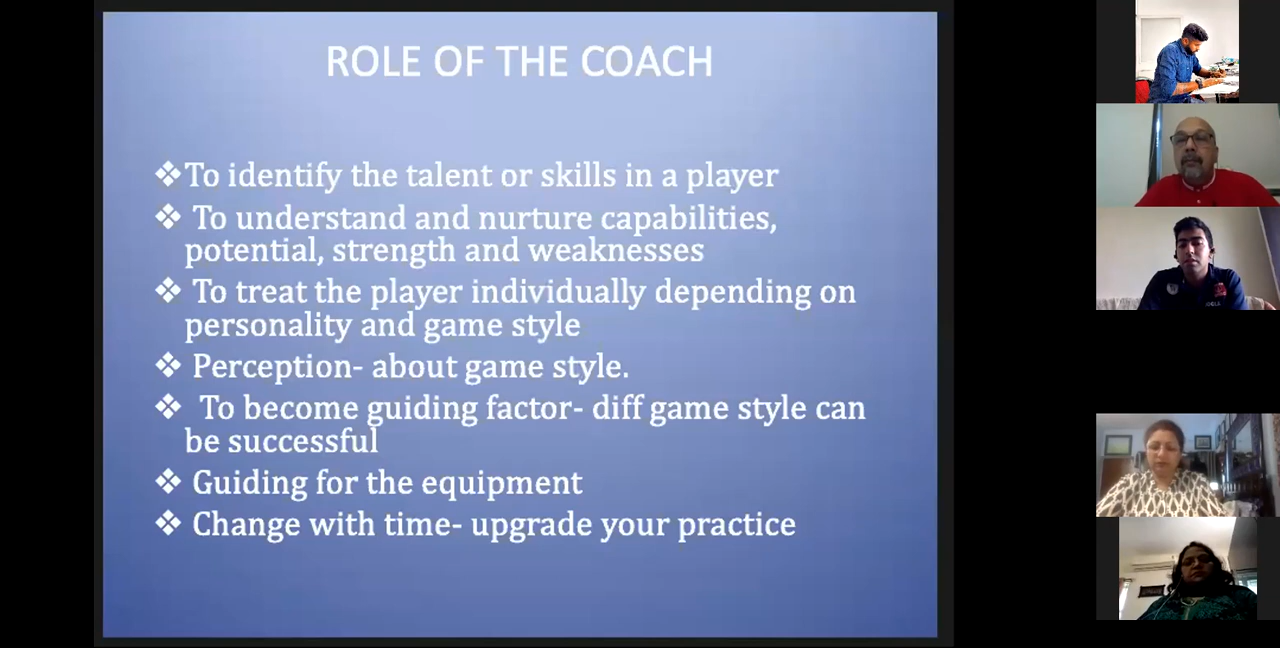 ROLE OF THE COACH
❖To identify the talent or skills in a player
❖ To understand and nurture capabilities,
potential, strength and weaknesses
❖ To treat the player individually depending on
personality and game style
❖ Perception- about game style.
❖ To become guiding factor- diff game style can
be successful
❖ Guiding for the equipment
❖ Change with time- upgrade your practice